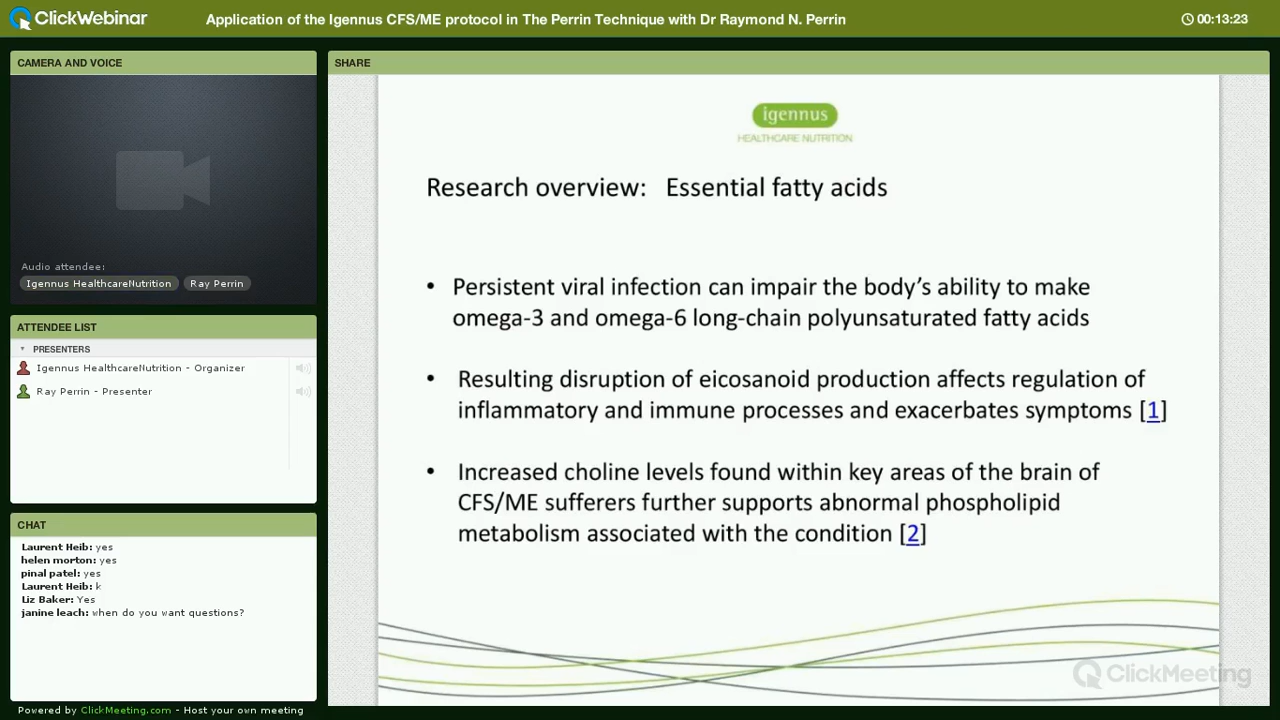 ClickWebinar
Application of the Igennus CFS/ME protocol in The Perrin Technique with Dr Raymond N. Perrin
00:13:23
CAMERA AND VOICE
Audio attendee:
Igennus HealthcareNutrition
Ray Perrin
ATTENDEE LIST
PRESENTERS
Igennus HealthcareNutrition - Organizer
Ray Perrin - Presenter
CHAT
Laurent Heib: yes
helen morton: yes
pinal patel: yes
Laurent Heib: k
Liz Baker: Yes
janine leach: when do you want questions?
Powered by ClickMeeting.com - Host your own meeting
SHARE
igennus
HEALTHCARE NUTRITION
Research overview: Essential fatty acids
• Persistent viral infection can impair the body’s ability to make
omega-3 and omega-6 long-chain polyunsaturated fatty acids
• Resulting disruption of eicosanoid production affects regulation of
inflammatory and immune processes and exacerbates symptoms [1]
• Increased choline levels found within key areas of the brain of
CFS/ME sufferers further supports abnormal phospholipid
metabolism associated with the condition [2]
ClickMeeting